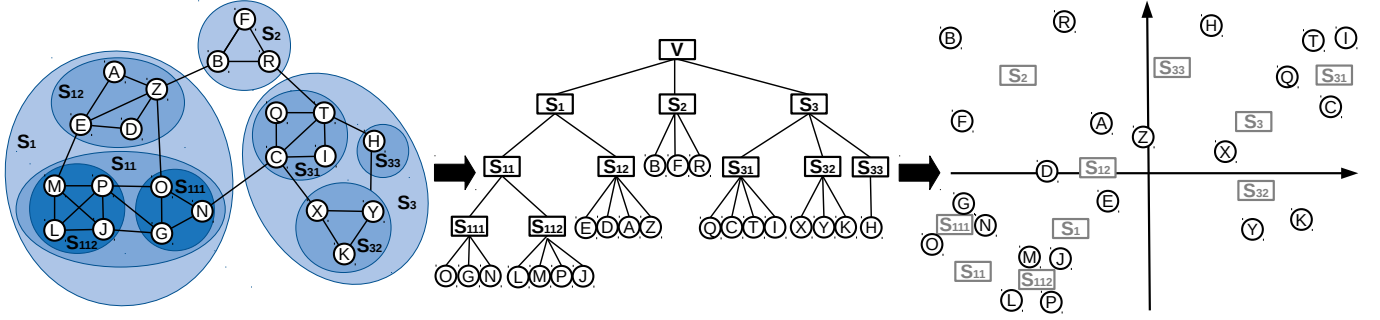 F
S2
B R
A
S12 Z
E D
S1
S11
M P O S111
N
L J G
S112
Q T
H
C I S33
S31
X Y S3
K S32
V
S1 S2 S3
B F R
S11 S12 S31 S32 S33
S111 S112 E D A Z Q C T I X Y K H
O G N L M P J
R H
B T I
S2 S33 Q S31
C
F A S3
Z X
D S12
S32
G E
S111 N S1 Y K
O
M J
S11 S112
L P